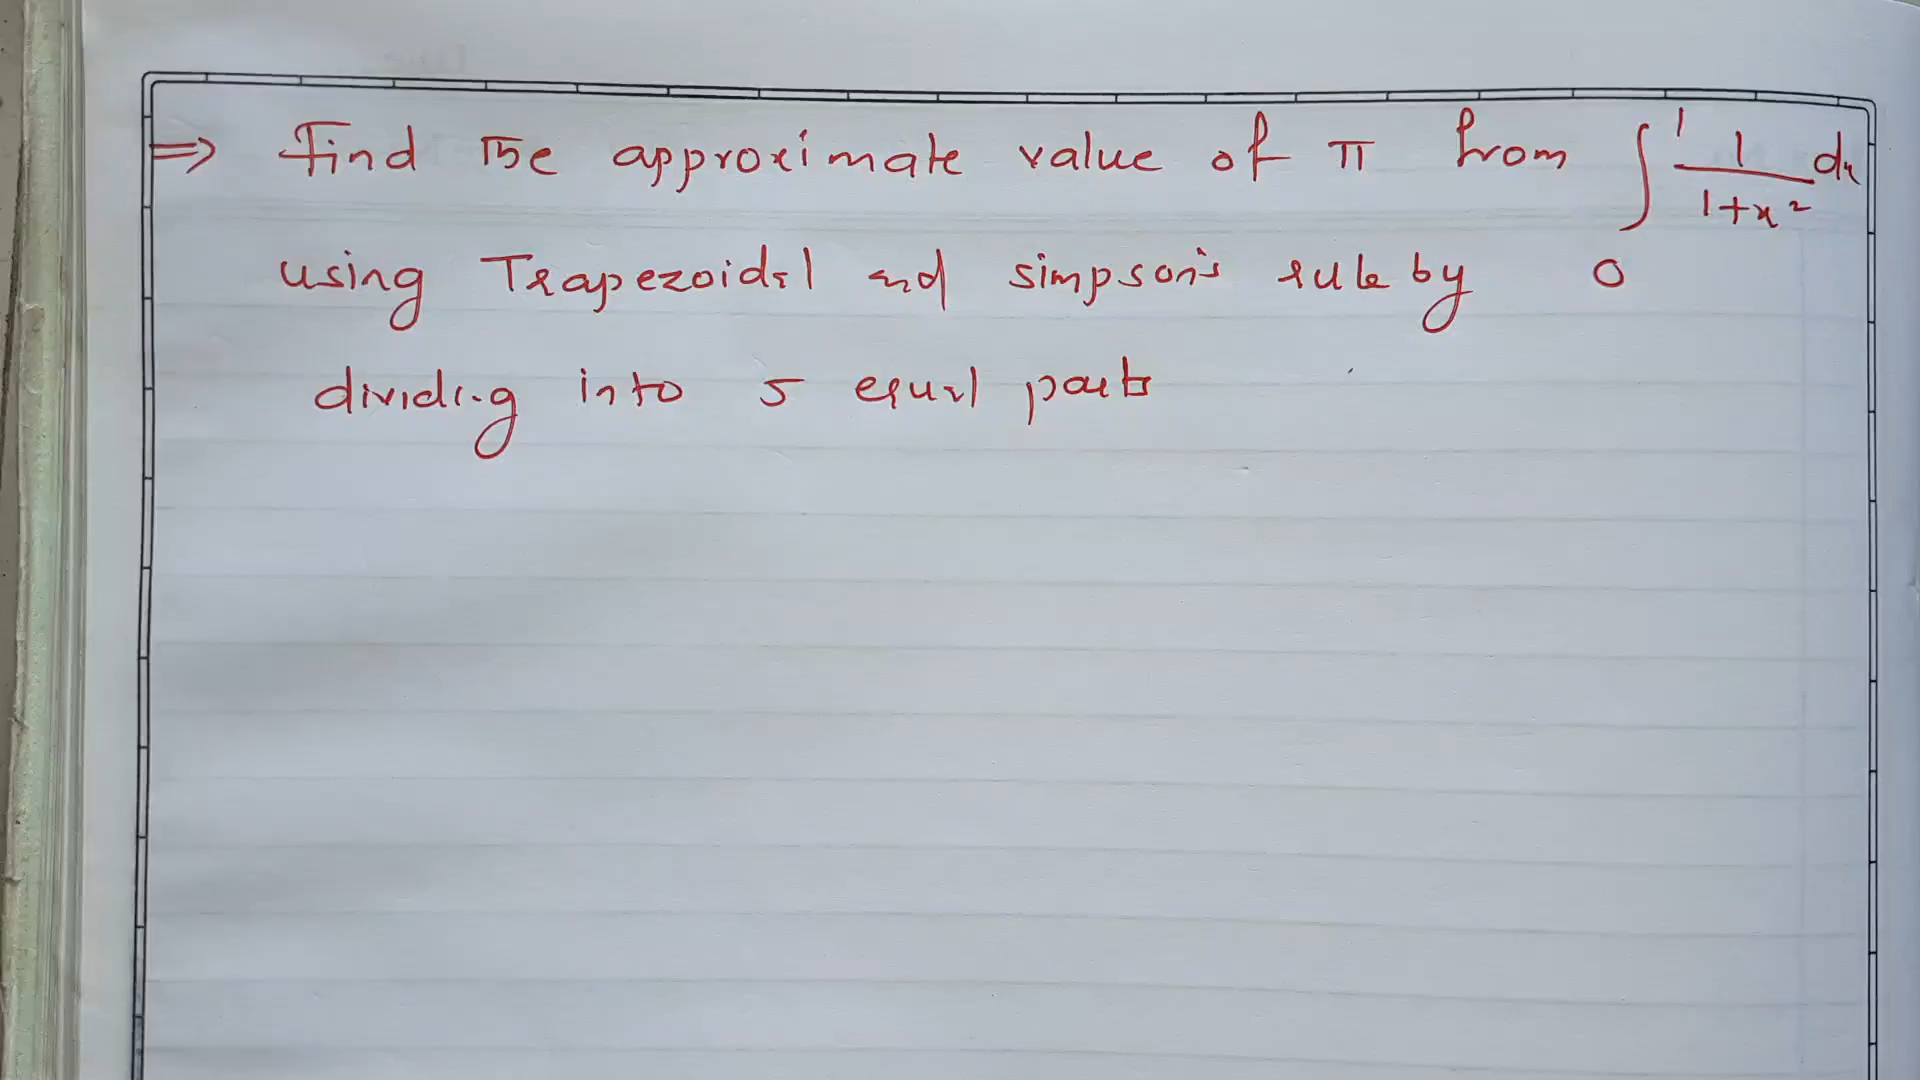 ⇒ Find the approximate value of π from ∫₀¹ 1/(1+x²) dx
using Trapezoidal and simpson's rule by
dividing into 5 equal parts